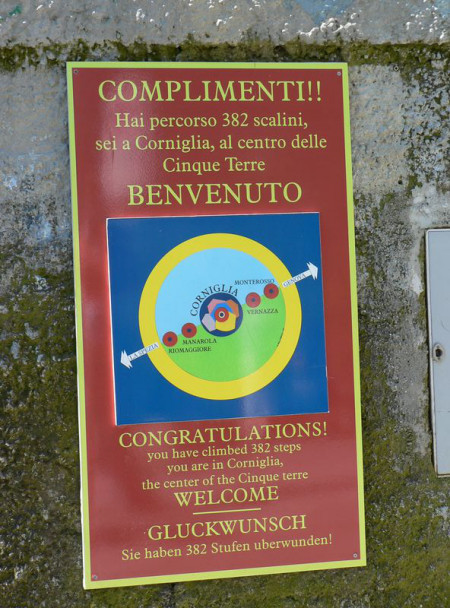 COMPLIMENTI!!
Hai percorso 382 scalini,
sei a Corniglia, al centro delle
Cinque Terre
BENVENUTO
CORNIGLIA
MONTEROSSO
GENOVA
VERNAZZA
MANAROLA
RIOMAGGIORE
LA SPEZIA
CONGRATULATIONS!
you have climbed 382 steps
you are in Corniglia,
the center of the Cinque terre
WELCOME
GLUCKWUNSCH
Sie haben 382 Stufen uberwunden!